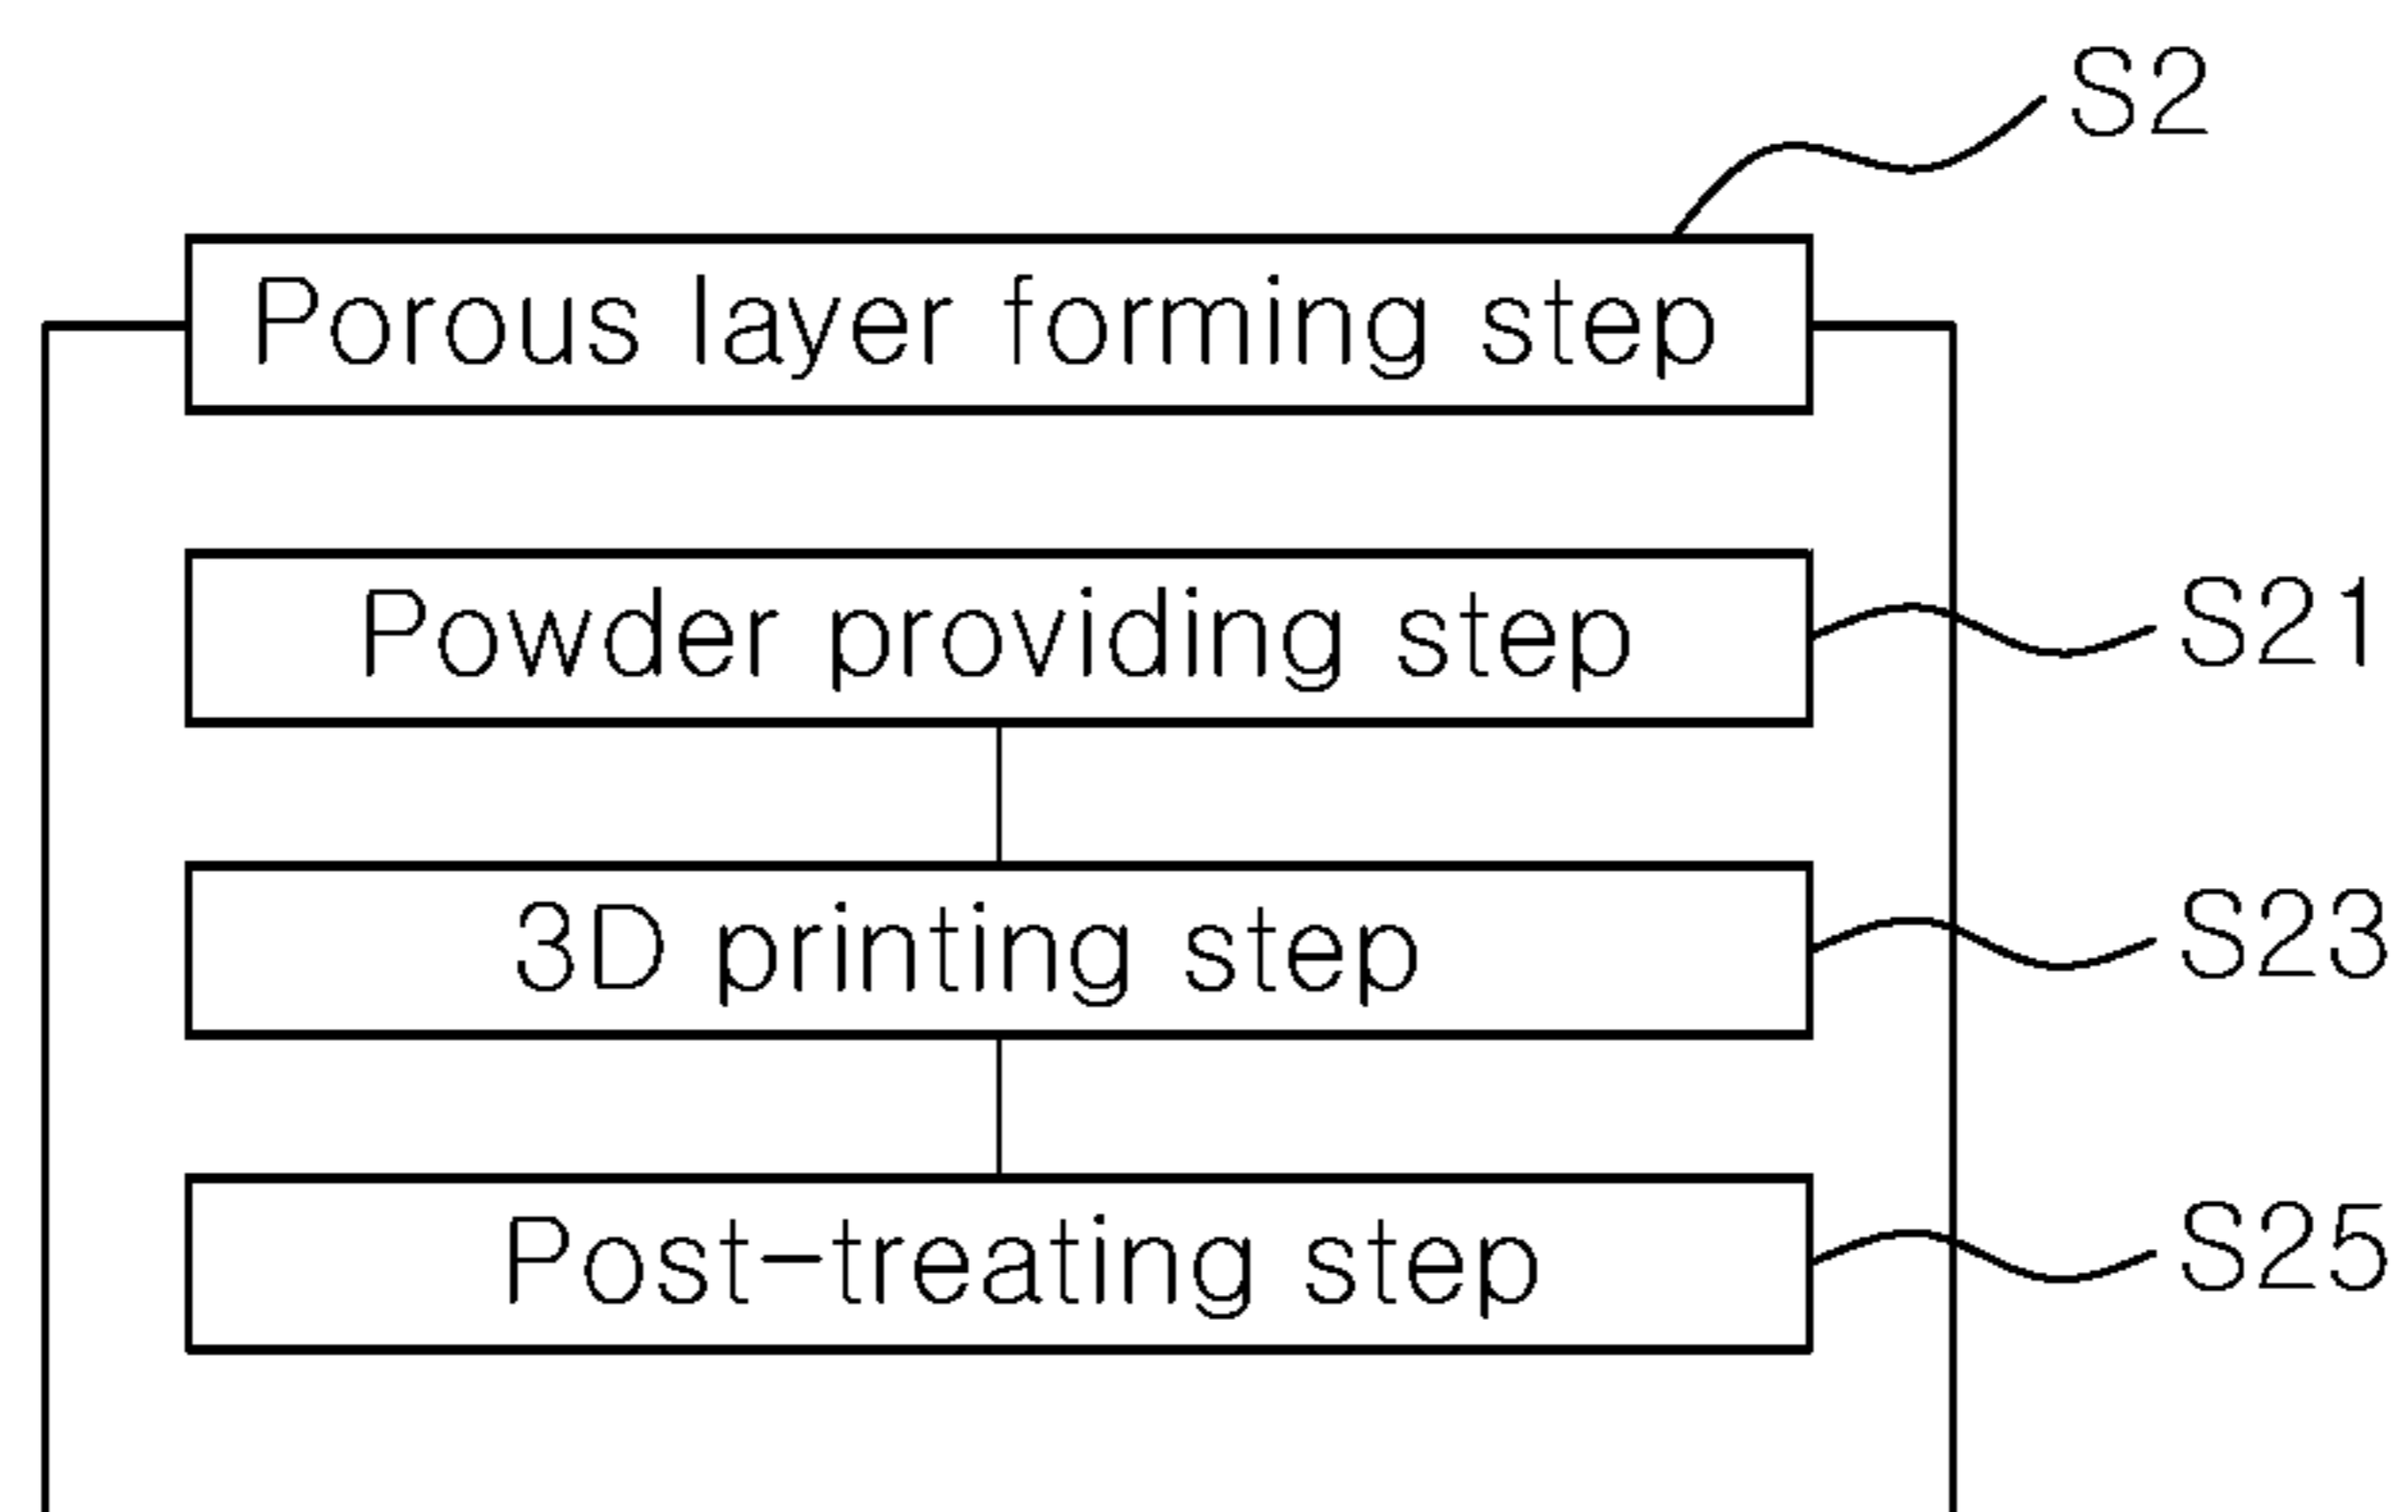 S2
Porous layer forming step
Powder providing step
S21
3D printing step
S23
Post-treating step
S25